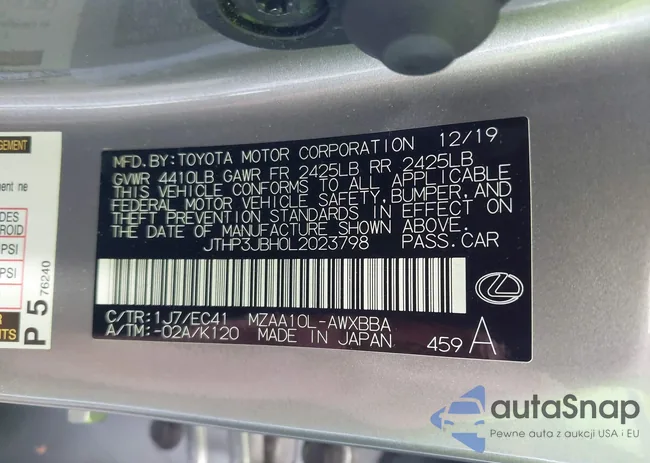 MFD. BY: TOYOTA MOTOR CORPORATION 12/19
GVWR 4410LB GAWR FR 2425LB RR 2425LB
THIS VEHICLE CONFORMS TO ALL APPLICABLE
FEDERAL MOTOR VEHICLE SAFETY, BUMPER, AND
THEFT PREVENTION STANDARDS IN EFFECT ON
THE DATE OF MANUFACTURE SHOWN ABOVE.
JTHP3JBH0L2023798 PASS. CAR
C/TR: 1J7/EC41 MZAA10L-AWXBBA
A/TM: -02A/K120 MADE IN JAPAN 459 A
P 5 76240
PSI
PSI
autaSnap
Pewne auta z aukcji USA i EU